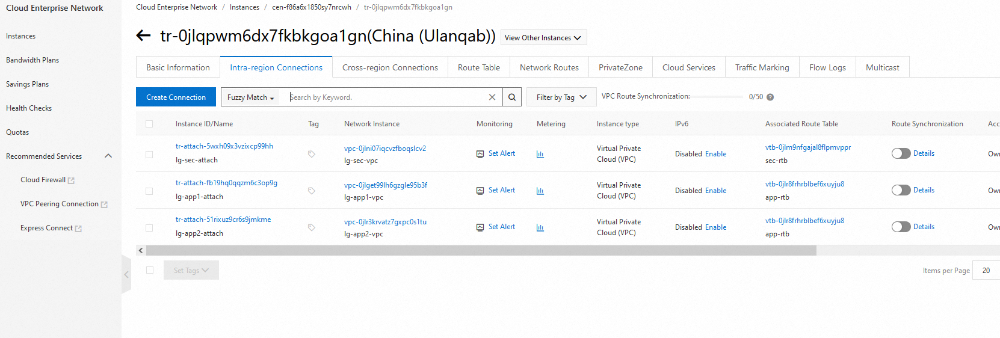 Cloud Enterprise Network
Instances
Bandwidth Plans
Savings Plans
Health Checks
Quotas
Recommended Services
Cloud Firewall
VPC Peering Connection
Express Connect
Cloud Enterprise Network / Instances / cen-f86a6x1850sy7nrcwh / tr-0jlqpwm6dx7fkbkgoa1gn
tr-0jlqpwm6dx7fkbkgoa1gn(China (Ulanqab))
View Other Instances
Basic Information Intra-region Connections Cross-region Connections Route Table Network Routes PrivateZone Cloud Services Traffic Marking Flow Logs Multicast
Create Connection Fuzzy Match Search by Keyword. Filter by Tag VPC Route Synchronization: 0/50
Instance ID/Name Tag Network Instance Monitoring Metering Instance type IPv6 Associated Route Table Route Synchronization Acc
tr-attach-5wxh09x3vzixcp99hh vpc-0jlni07iqcvzfboqslcv2 Set Alert Virtual Private Disabled Enable vtb-0jlm9nfgajal8flpmvppr Details Own
lg-sec-attach lg-sec-vpc Cloud (VPC) sec-rtb
tr-attach-fb19hq0qqzm6c3op9g vpc-0jlget99lh6gzgle95b3f Set Alert Virtual Private Disabled Enable vtb-0jlr8frhrblbef6xuyju8 Details Own
lg-app1-attach lg-app1-vpc Cloud (VPC) app-rtb
tr-attach-51rixuz9cr6s9jmkme vpc-0jlr3krvatz7gxpc0s1tu Set Alert Virtual Private Disabled Enable vtb-0jlr8frhrblbef6xuyju8 Details Own
lg-app2-attach lg-app2-vpc Cloud (VPC) app-rtb
Set Tags Items per Page 20